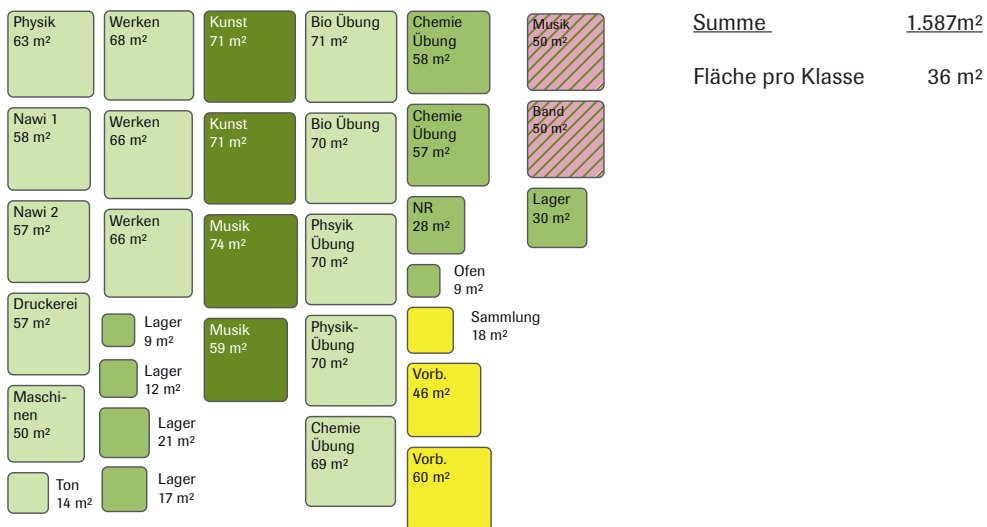 Physik
63 m²
Nawi 1
58 m²
Nawi 2
57 m²
Druckerei
57 m²
Maschi-
nen
50 m²
Ton
14 m²
Werken
68 m²
Werken
66 m²
Werken
66 m²
Lager
9 m²
Lager
12 m²
Lager
21 m²
Lager
17 m²
Kunst
71 m²
Kunst
71 m²
Musik
74 m²
Musik
59 m²
Bio Übung
71 m²
Bio Übung
70 m²
Phsyik
Übung
70 m²
Physik-
Übung
70 m²
Chemie
Übung
69 m²
Chemie
Übung
58 m²
Chemie
Übung
57 m²
NR
28 m²
Ofen
9 m²
Sammlung
18 m²
Vorb.
46 m²
Vorb.
60 m²
Musik
50 m²
Band
50 m²
Lager
30 m²
Summe 1.587m²
Fläche pro Klasse 36 m²